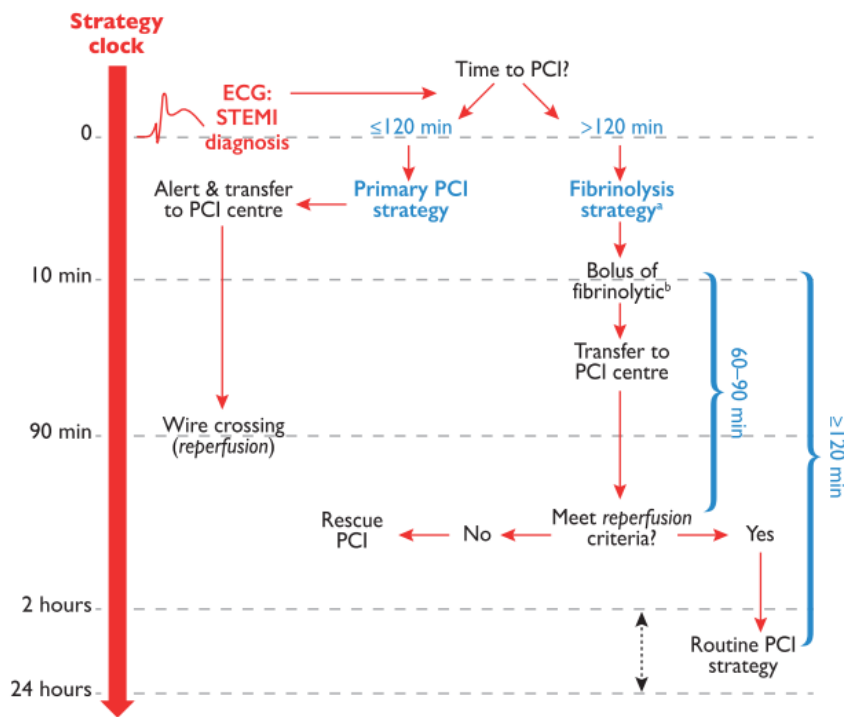 Strategy
clock
Time to PCI?
ECG:
STEMI
diagnosis
≤120 min
>120 min
0
Alert & transfer
to PCI centre
Primary PCI
strategy
Fibrinolysis
strategyᵃ
10 min
Bolus of
fibrinolyticᵇ
Transfer to
PCI centre
60–90 min
≥120 min
Wire crossing
(reperfusion)
90 min
Rescue
PCI
No
Meet reperfusion
criteria?
Yes
2 hours
Routine PCI
strategy
24 hours